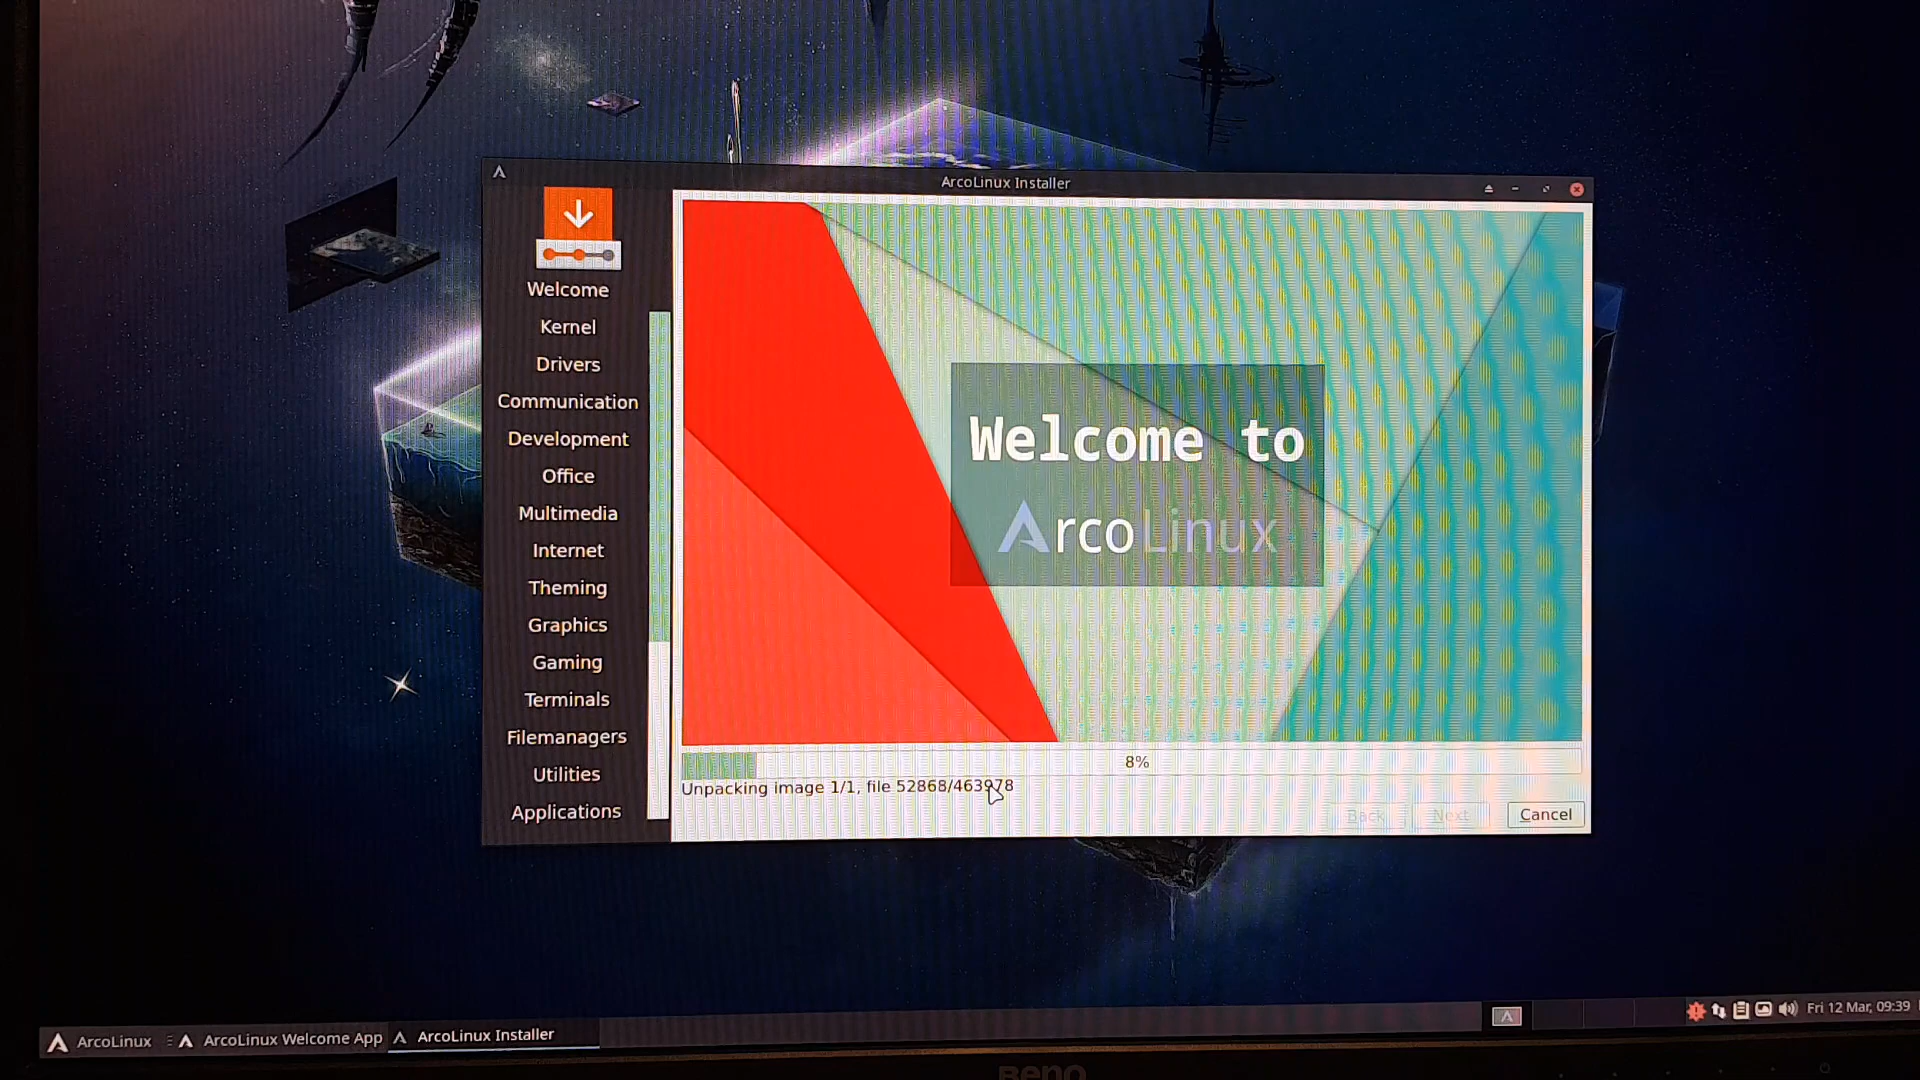 ArcoLinux Installer
Welcome
Kernel
Drivers
Communication
Development
Office
Multimedia
Internet
Theming
Graphics
Gaming
Terminals
Filemanagers
Utilities
Applications
Welcome to
ArcoLinux
8%
Unpacking image 1/1, file 52868/463978
Back
Next
Cancel
ArcoLinux
ArcoLinux Welcome App
ArcoLinux Installer
Fri 12 Mar, 09:39
BenQ